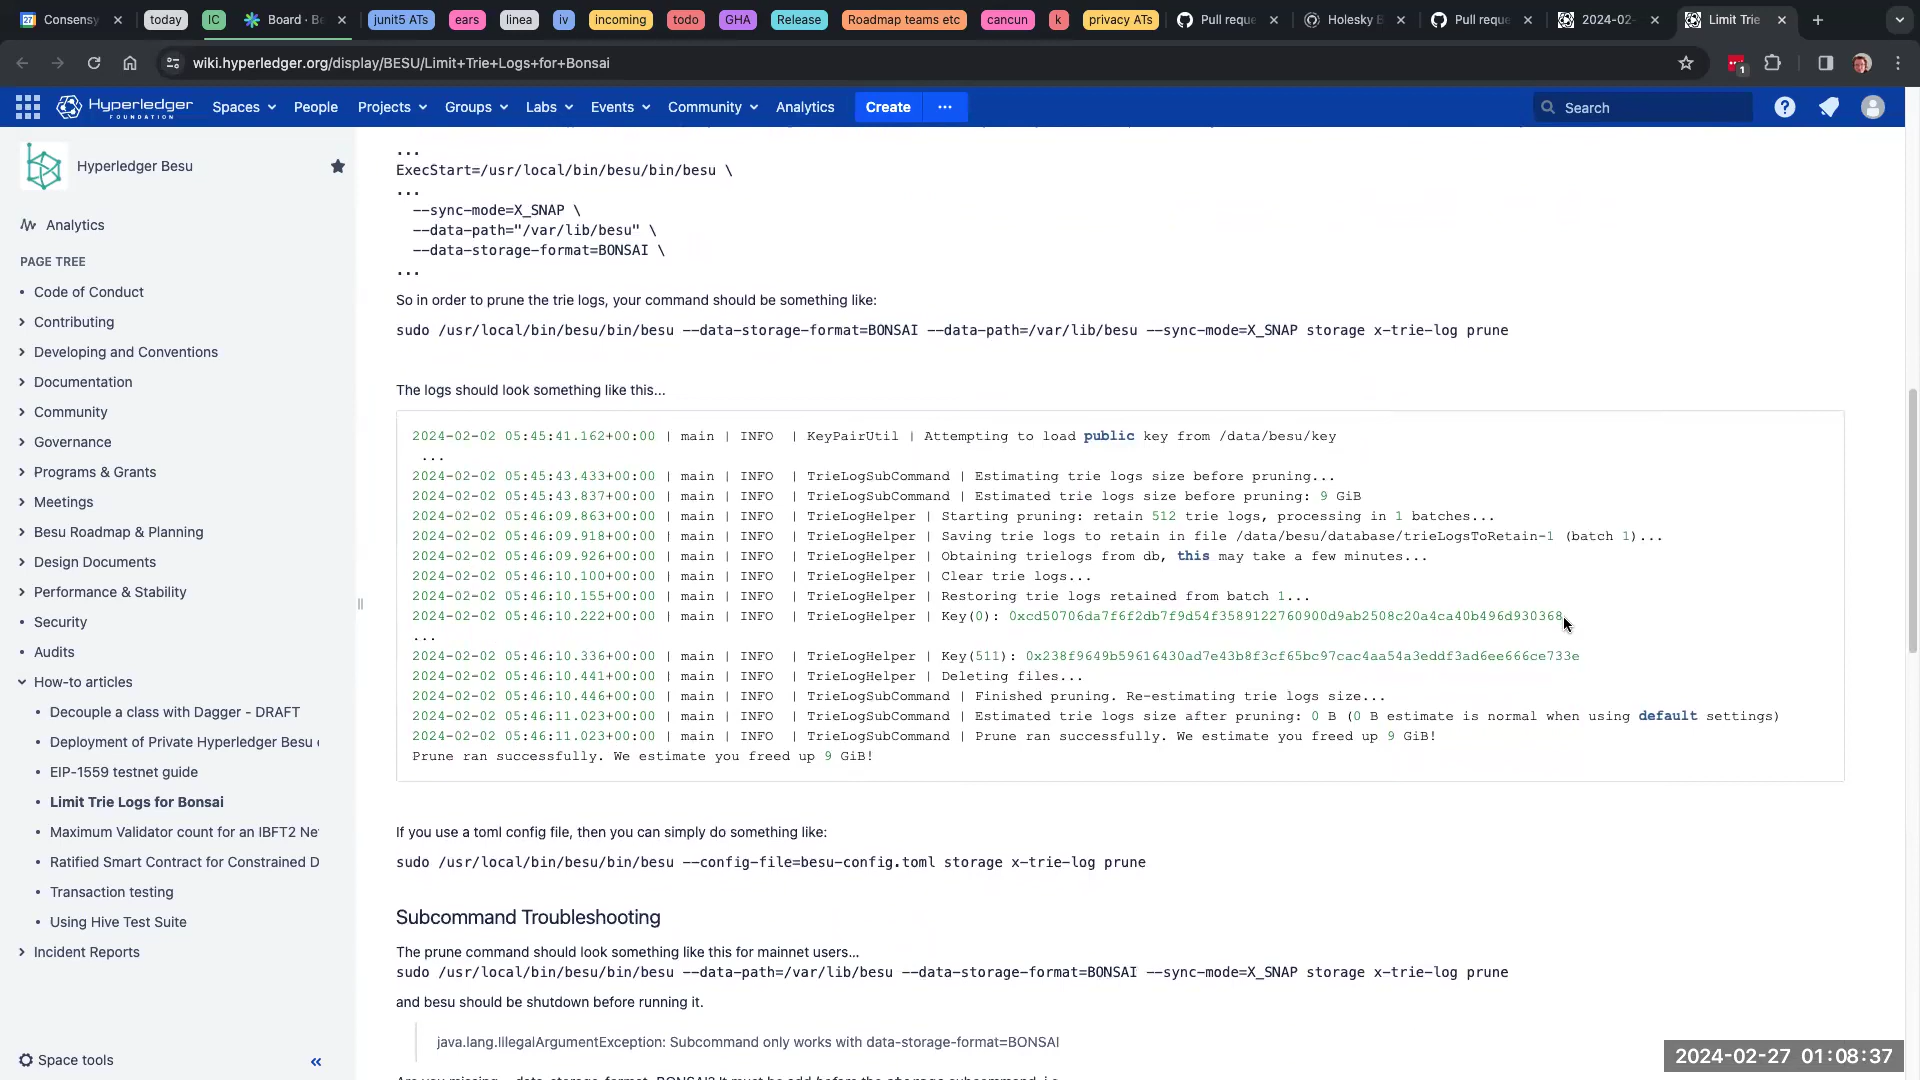 Consensy
today
IC
Board · Be
junit5 ATs
ears
linea
iv
incoming
todo
GHA
Release
Roadmap teams etc
cancun
k
privacy ATs
Pull reque
Holesky B
Pull reque
2024-02-
Limit Trie
wiki.hyperledger.org/display/BESU/Limit+Trie+Logs+for+Bonsai
1
HYPERLEDGER FOUNDATION
Spaces
People
Projects
Groups
Labs
Events
Community
Analytics
Create
Search
Hyperledger Besu
Analytics
PAGE TREE
Code of Conduct
Contributing
Developing and Conventions
Documentation
Community
Governance
Programs & Grants
Meetings
Besu Roadmap & Planning
Design Documents
Performance & Stability
Security
Audits
How-to articles
Decouple a class with Dagger - DRAFT
Deployment of Private Hyperledger Besu
EIP-1559 testnet guide
Limit Trie Logs for Bonsai
Maximum Validator count for an IBFT2 Ne
Ratified Smart Contract for Constrained D
Transaction testing
Using Hive Test Suite
Incident Reports
Space tools
...
ExecStart=/usr/local/bin/besu/bin/besu \
...
--sync-mode=X_SNAP \
--data-path="/var/lib/besu" \
--data-storage-format=BONSAI \
...
So in order to prune the trie logs, your command should be something like:
sudo /usr/local/bin/besu/bin/besu --data-storage-format=BONSAI --data-path=/var/lib/besu --sync-mode=X_SNAP storage x-trie-log prune
The logs should look something like this...
2024-02-02 05:45:41.162+00:00 | main | INFO  | KeyPairUtil | Attempting to load public key from /data/besu/key
...
2024-02-02 05:45:43.433+00:00 | main | INFO  | TrieLogSubCommand | Estimating trie logs size before pruning...
2024-02-02 05:45:43.837+00:00 | main | INFO  | TrieLogSubCommand | Estimated trie logs size before pruning: 9 GiB
2024-02-02 05:46:09.863+00:00 | main | INFO  | TrieLogHelper | Starting pruning: retain 512 trie logs, processing in 1 batches...
2024-02-02 05:46:09.918+00:00 | main | INFO  | TrieLogHelper | Saving trie logs to retain in file /data/besu/database/trieLogsToRetain-1 (batch 1)...
2024-02-02 05:46:09.926+00:00 | main | INFO  | TrieLogHelper | Obtaining trielogs from db, this may take a few minutes...
2024-02-02 05:46:10.100+00:00 | main | INFO  | TrieLogHelper | Clear trie logs...
2024-02-02 05:46:10.155+00:00 | main | INFO  | TrieLogHelper | Restoring trie logs retained from batch 1...
2024-02-02 05:46:10.222+00:00 | main | INFO  | TrieLogHelper | Key(0): 0xcd50706da7f6f2db7f9d54f3589122760900d9ab2508c20a4ca40b496d930368
...
2024-02-02 05:46:10.336+00:00 | main | INFO  | TrieLogHelper | Key(511): 0x238f9649b59616430ad7e43b8f3cf65bc97cac4aa54a3eddf3ad6ee666ce733e
2024-02-02 05:46:10.441+00:00 | main | INFO  | TrieLogHelper | Deleting files...
2024-02-02 05:46:10.446+00:00 | main | INFO  | TrieLogSubCommand | Finished pruning. Re-estimating trie logs size...
2024-02-02 05:46:11.023+00:00 | main | INFO  | TrieLogSubCommand | Estimated trie logs size after pruning: 0 B (0 B estimate is normal when using default settings)
2024-02-02 05:46:11.023+00:00 | main | INFO  | TrieLogSubCommand | Prune ran successfully. We estimate you freed up 9 GiB!
Prune ran successfully. We estimate you freed up 9 GiB!
If you use a toml config file, then you can simply do something like:
sudo /usr/local/bin/besu/bin/besu --config-file=besu-config.toml storage x-trie-log prune
Subcommand Troubleshooting
The prune command should look something like this for mainnet users...
sudo /usr/local/bin/besu/bin/besu --data-path=/var/lib/besu --data-storage-format=BONSAI --sync-mode=X_SNAP storage x-trie-log prune
and besu should be shutdown before running it.
java.lang.IllegalArgumentException: Subcommand only works with data-storage-format=BONSAI
2024-02-27 01:08:37